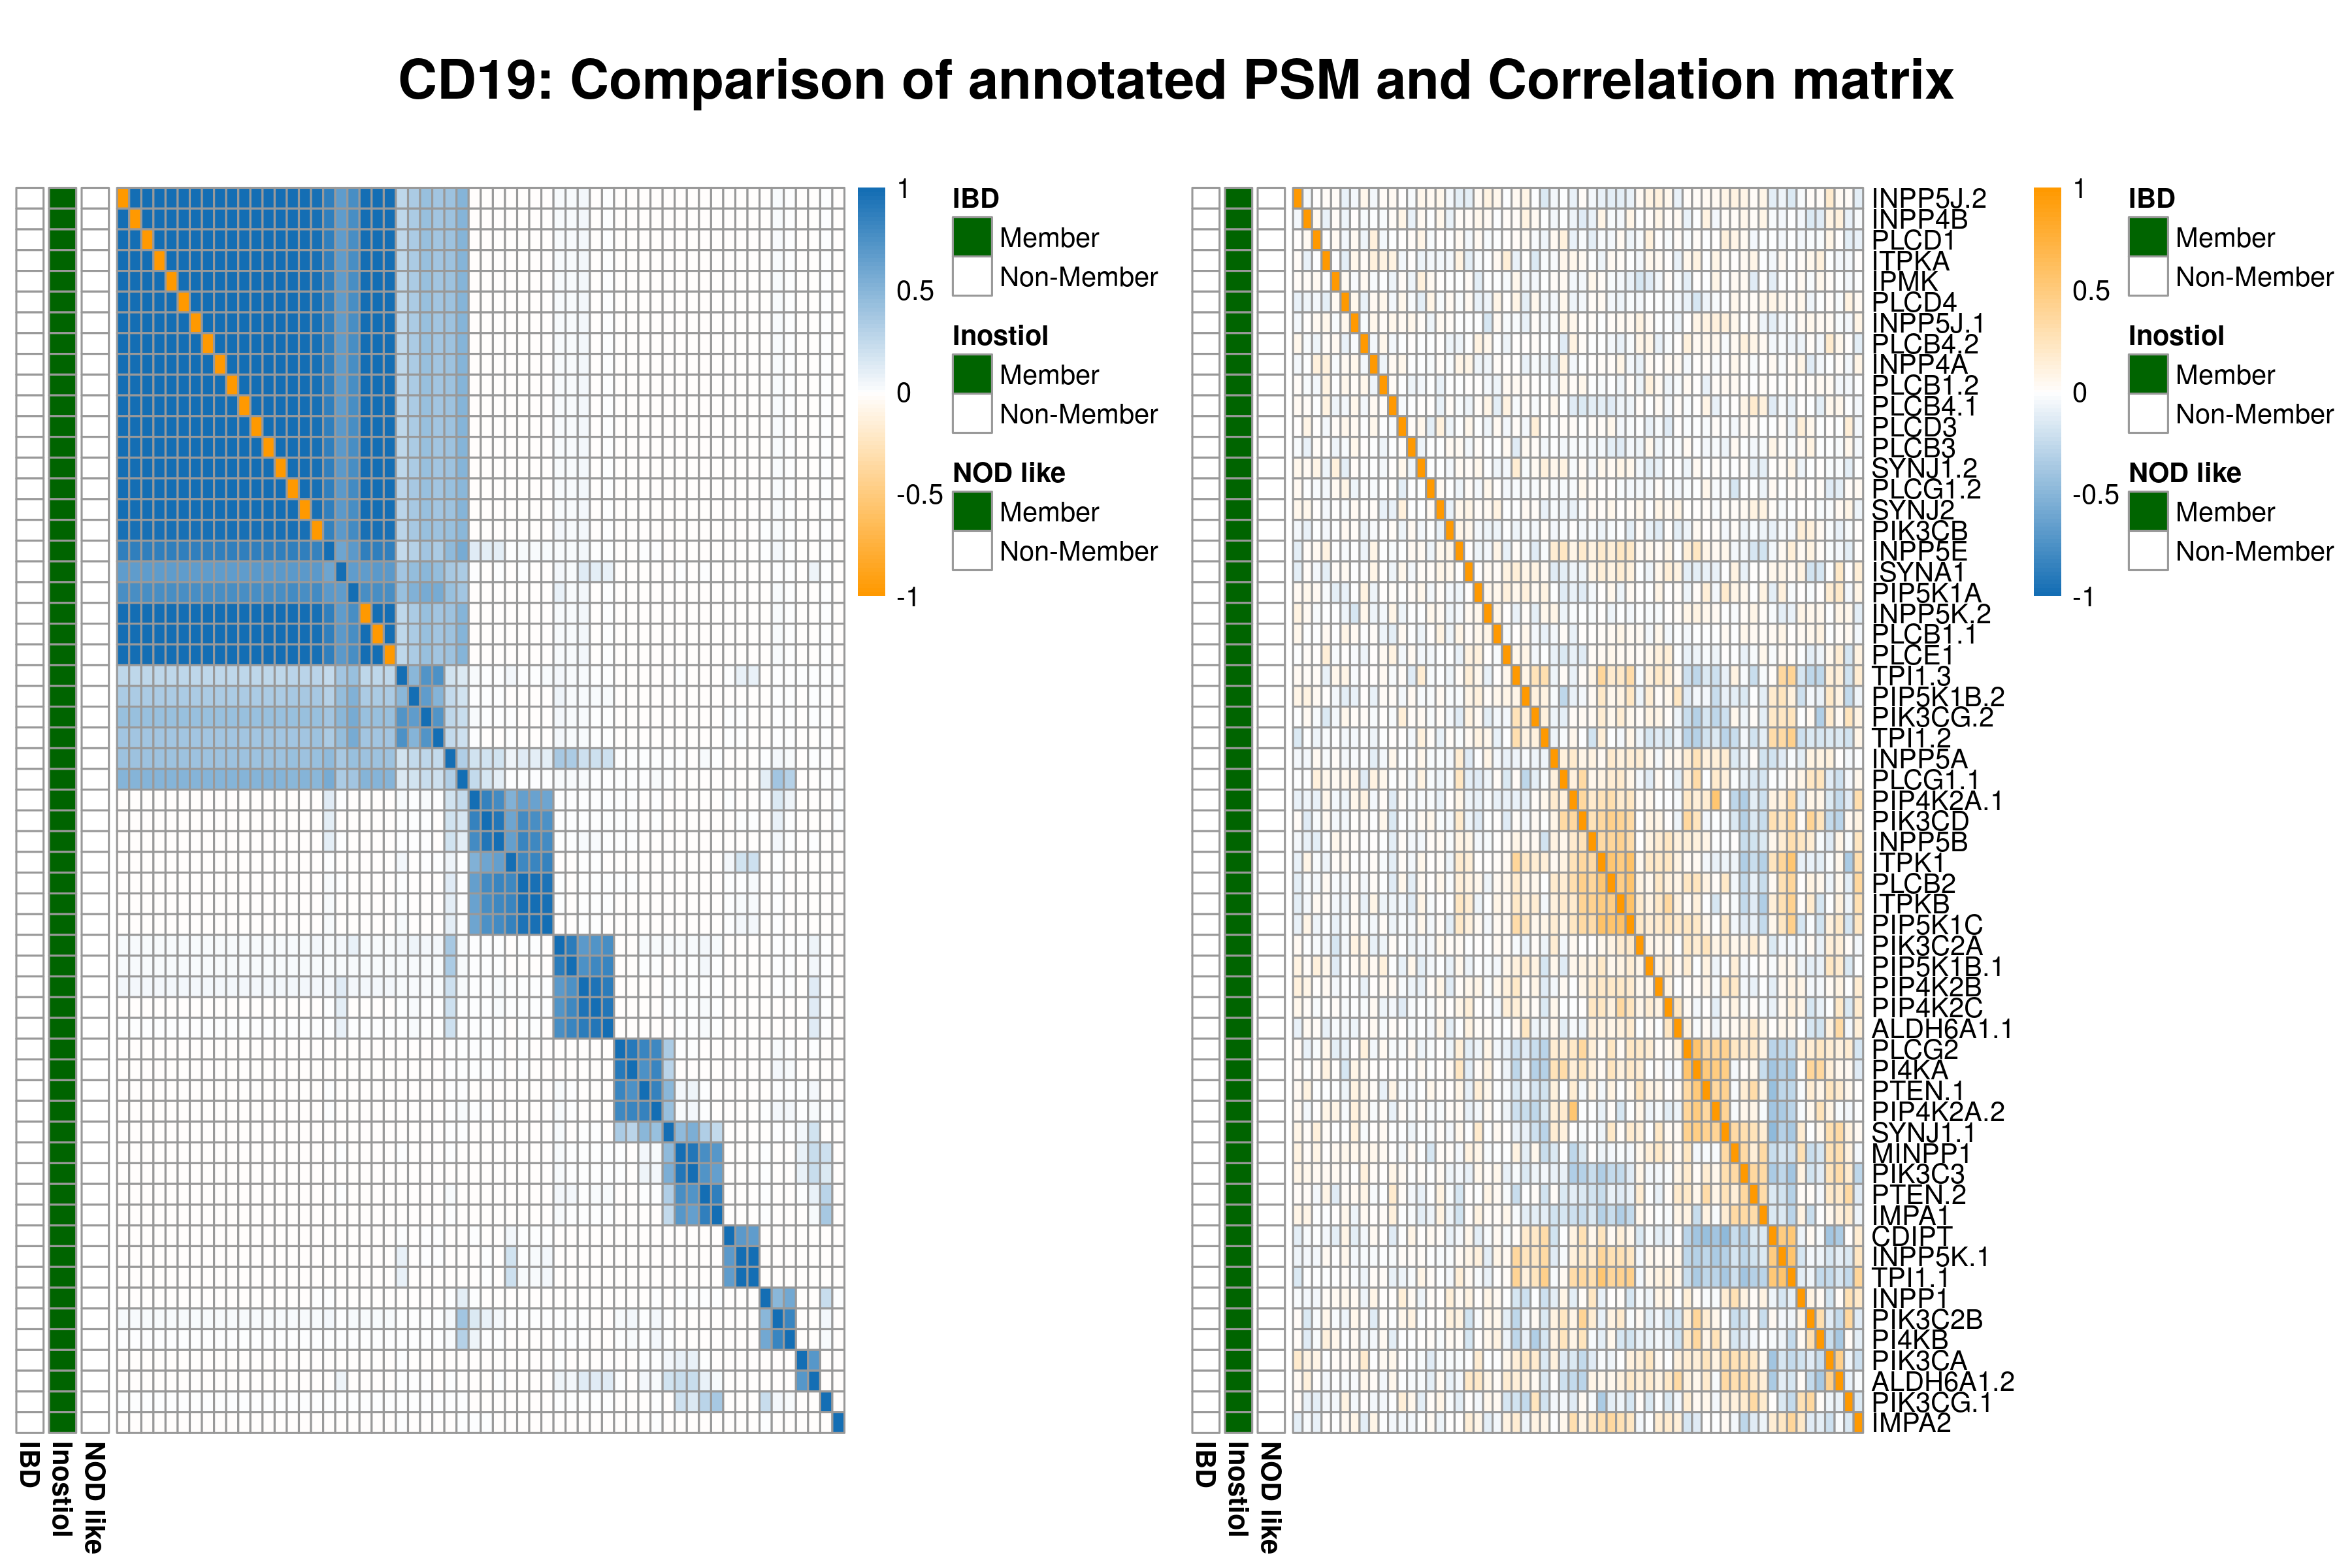 CD19: Comparison of annotated PSM and Correlation matrix
1
0.5
0
-0.5
-1
IBD
Member
Non-Member
Inostiol
Member
Non-Member
NOD like
Member
Non-Member
IBD
Inostiol
NOD like
INPP5J.2
INPP4B
PLCD1
ITPKA
IPMK
PLCD4
INPP5J.1
PLCB4.2
INPP4A
PLCB1.2
PLCB4.1
PLCD3
PLCB3
SYNJ1.2
PLCG1.2
SYNJ2
PIK3CB
INPP5E
ISYNA1
PIP5K1A
INPP5K.2
PLCB1.1
PLCE1
TPI1.3
PIP5K1B.2
PIK3CG.2
TPI1.2
INPP5A
PLCG1.1
PIP4K2A.1
PIK3CD
INPP5B
ITPK1
PLCB2
ITPKB
PIP5K1C
PIK3C2A
PIP5K1B.1
PIP4K2B
PIP4K2C
ALDH6A1.1
PLCG2
PI4KA
PTEN.1
PIP4K2A.2
SYNJ1.1
MINPP1
PIK3C3
PTEN.2
IMPA1
CDIPT
INPP5K.1
TPI1.1
INPP1
PIK3C2B
PI4KB
PIK3CA
ALDH6A1.2
PIK3CG.1
IMPA2
1
0.5
0
-0.5
-1
IBD
Member
Non-Member
Inostiol
Member
Non-Member
NOD like
Member
Non-Member
IBD
Inostiol
NOD like